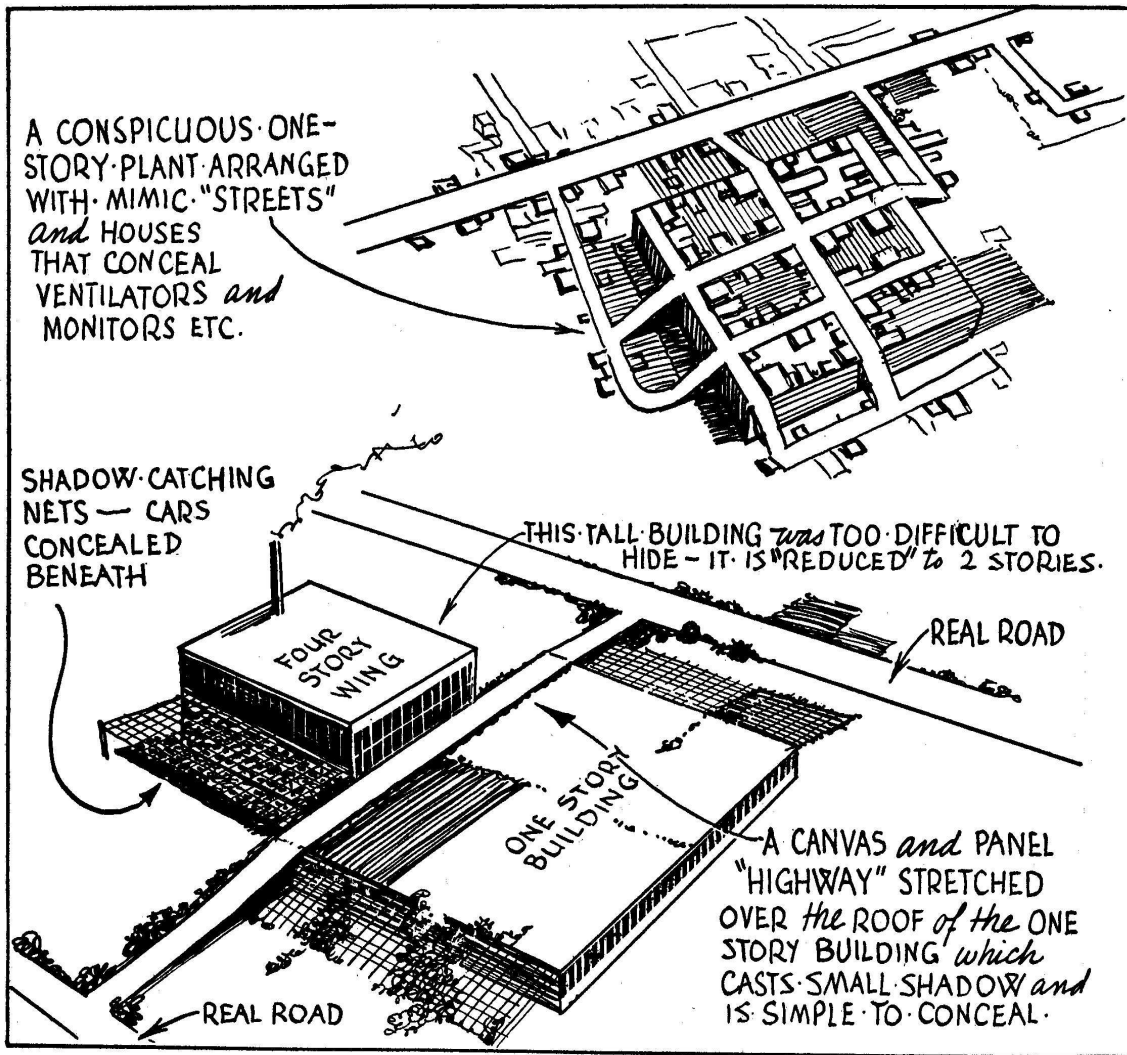 A CONSPICUOUS·ONE-
STORY·PLANT·ARRANGED
WITH·MIMIC·"STREETS"
and HOUSES
THAT CONCEAL
VENTILATORS and
MONITORS ETC.
SHADOW·CATCHING
NETS — CARS
CONCEALED
BENEATH
THIS·TALL·BUILDING was TOO·DIFFICULT TO
HIDE – IT·IS "REDUCED" to 2 STORIES.
FOUR
STORY
WING
REAL ROAD
ONE STORY
BUILDING
A CANVAS and PANEL
"HIGHWAY" STRETCHED
OVER the ROOF of the ONE
STORY BUILDING which
CASTS·SMALL·SHADOW and
IS·SIMPLE·TO·CONCEAL·
REAL ROAD